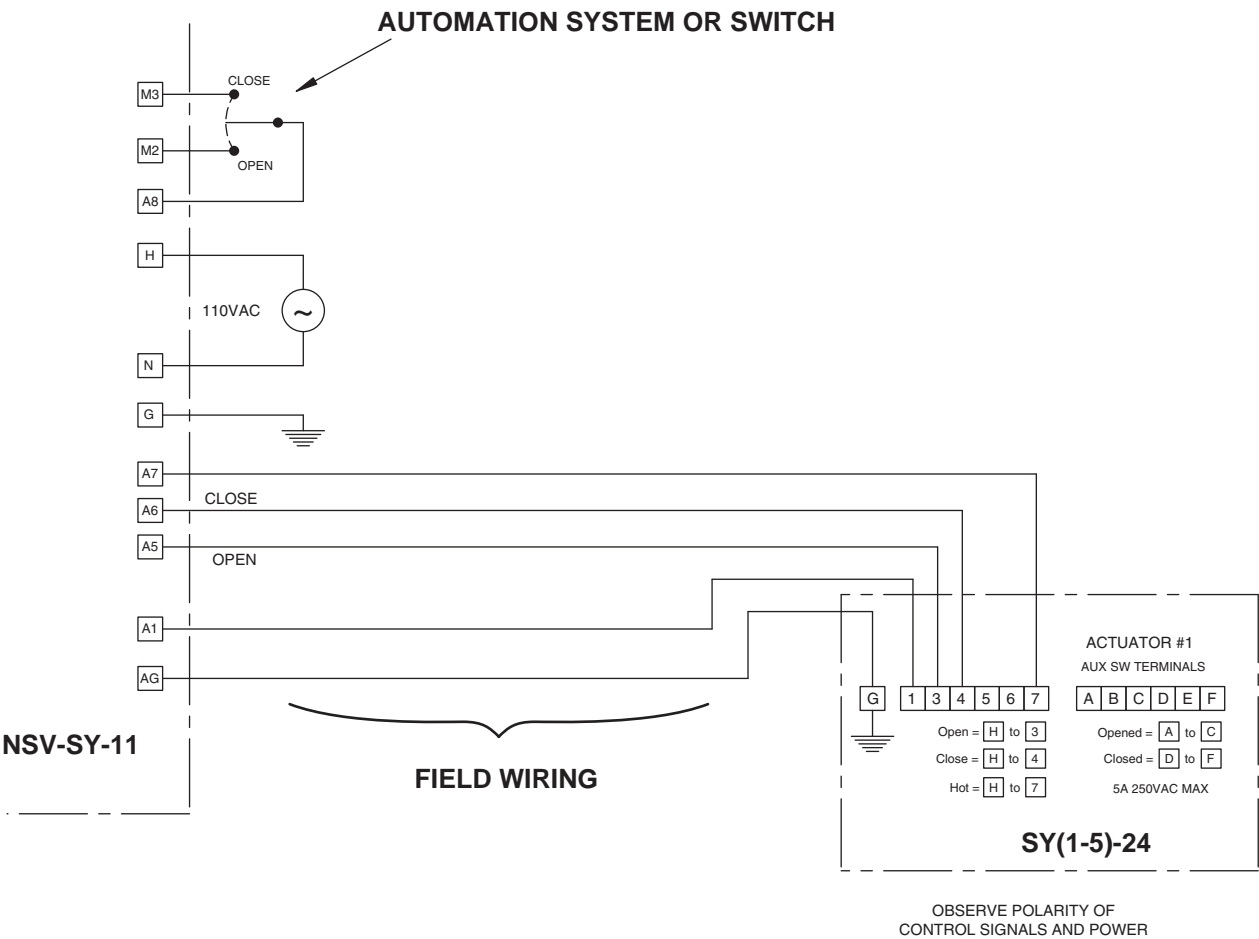 AUTOMATION SYSTEM OR SWITCH
M3
CLOSE
M2
OPEN
A8
H
110VAC
~
N
G
A7
CLOSE
A6
A5
OPEN
A1
AG
NSV-SY-11
FIELD WIRING
ACTUATOR #1
AUX SW TERMINALS
G 1 3 4 5 6 7 A B C D E F
Open = H to 3
Opened = A to C
Close = H to 4
Closed = D to F
Hot = H to 7
5A 250VAC MAX
SY(1-5)-24
OBSERVE POLARITY OF
CONTROL SIGNALS AND POWER